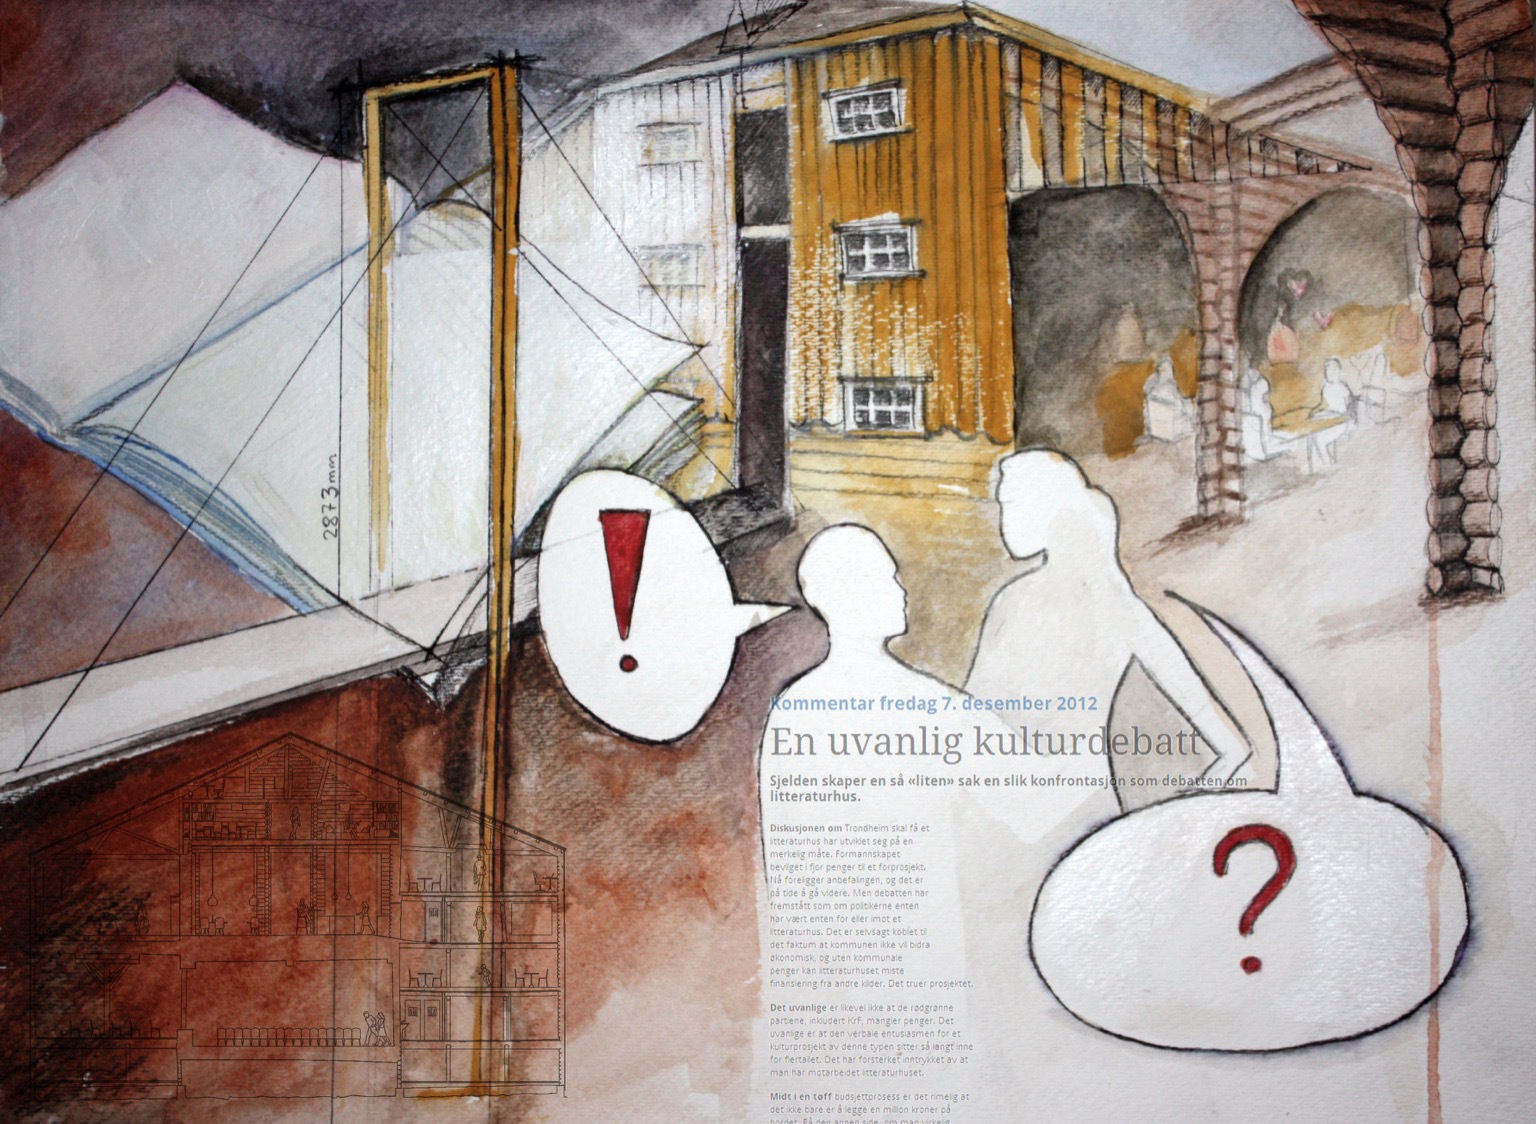 2873mm
!
?
Kommentar fredag 7. desember 2012
En uvanlig kulturdebatt
Sjelden skaper en så «liten» sak en slik konfrontasjon som debatten om
litteraturhus.
Diskusjonen om Trondheim skal få et
litteraturhus har utviklet seg på en
merkelig måte. Formannskapet
bevilget i fjor penger til et forprosjekt.
Nå foreligger anbefalingen, og det er
på tide å gå videre. Men debatten har
fremstått som om politikerne enten
har vært enten for eller imot et
litteraturhus. Det er selvsagt koblet til
det faktum at kommunen ikke vil bidra
økonomisk, og uten kommunale
penger kan litteraturhuset miste
finansiering fra andre kilder. Det truer prosjektet.
Det uvanlige er likevel ikke at de rødgrønne
partiene, inkludert KrF, mangler penger. Det
uvanlige er at den verbale entusiasmen for et
kulturprosjekt av denne typen sitter så langt inne
for flertallet. Det har forsterket inntrykket av at
man har motarbeidet litteraturhuset.
Midt i en tøff budsjettprosess er det rimelig at
det ikke bare er å legge en million kroner på
bordet. På den annen side, om man virkelig